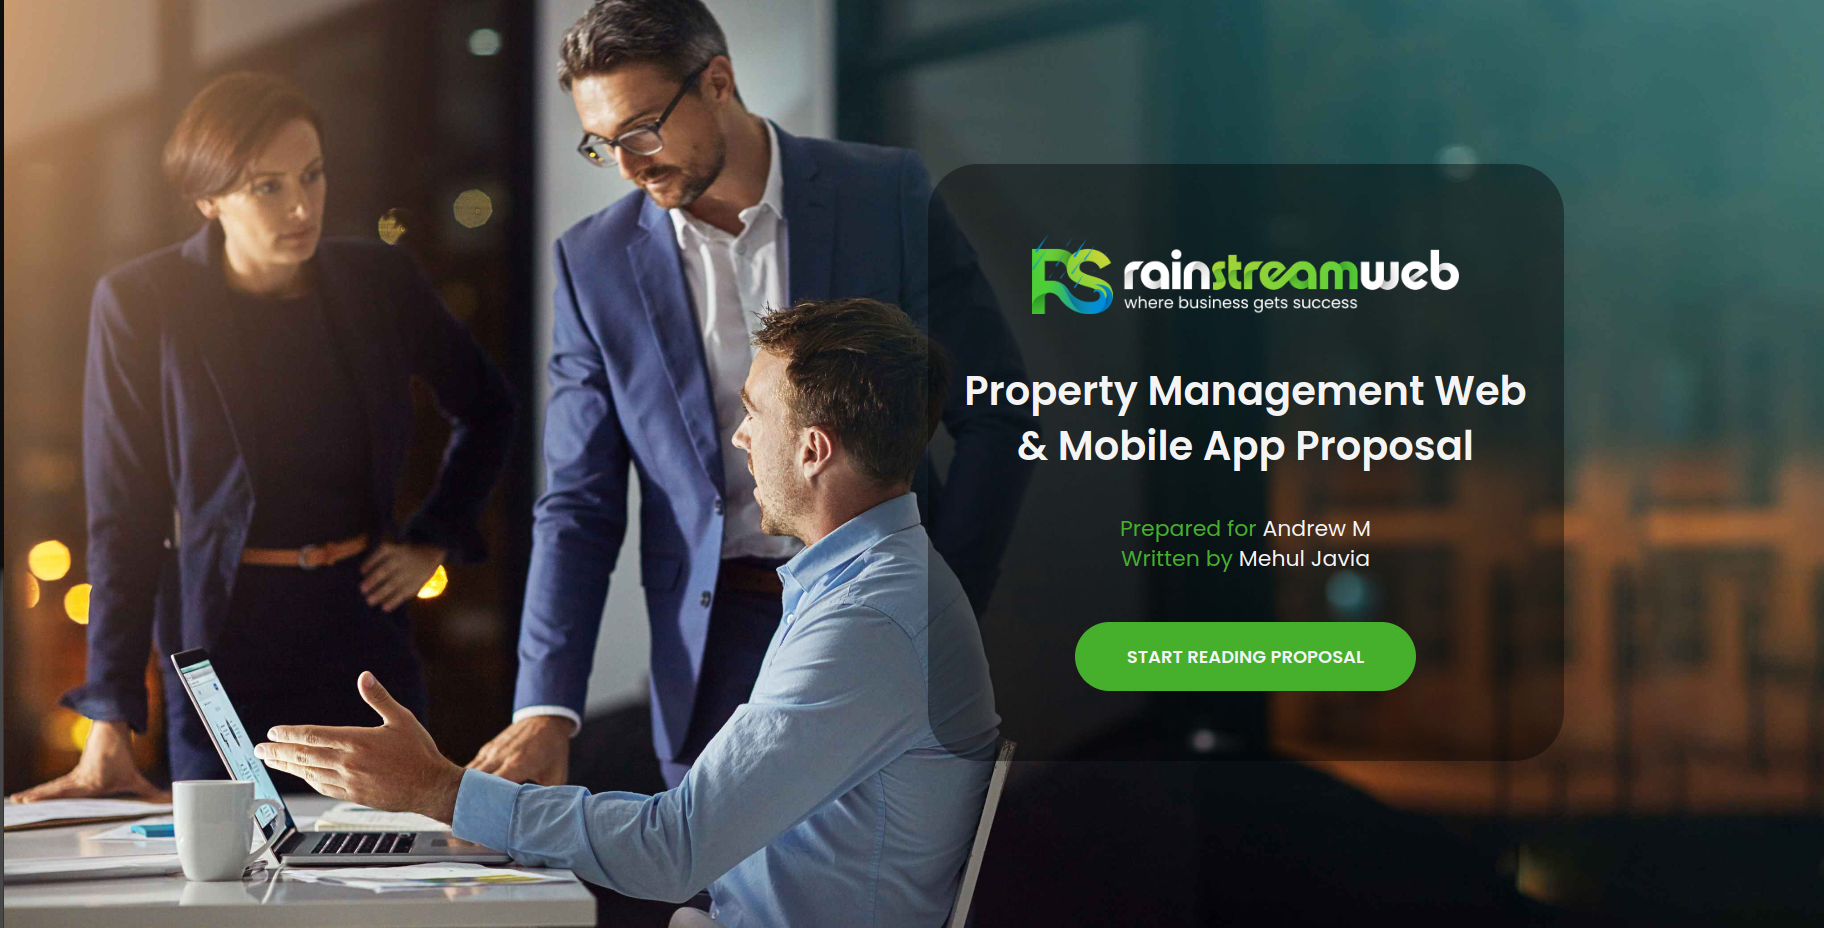 rainstreamweb
where business gets success
Property Management Web
& Mobile App Proposal
Prepared for Andrew M
Written by Mehul Javia
START READING PROPOSAL